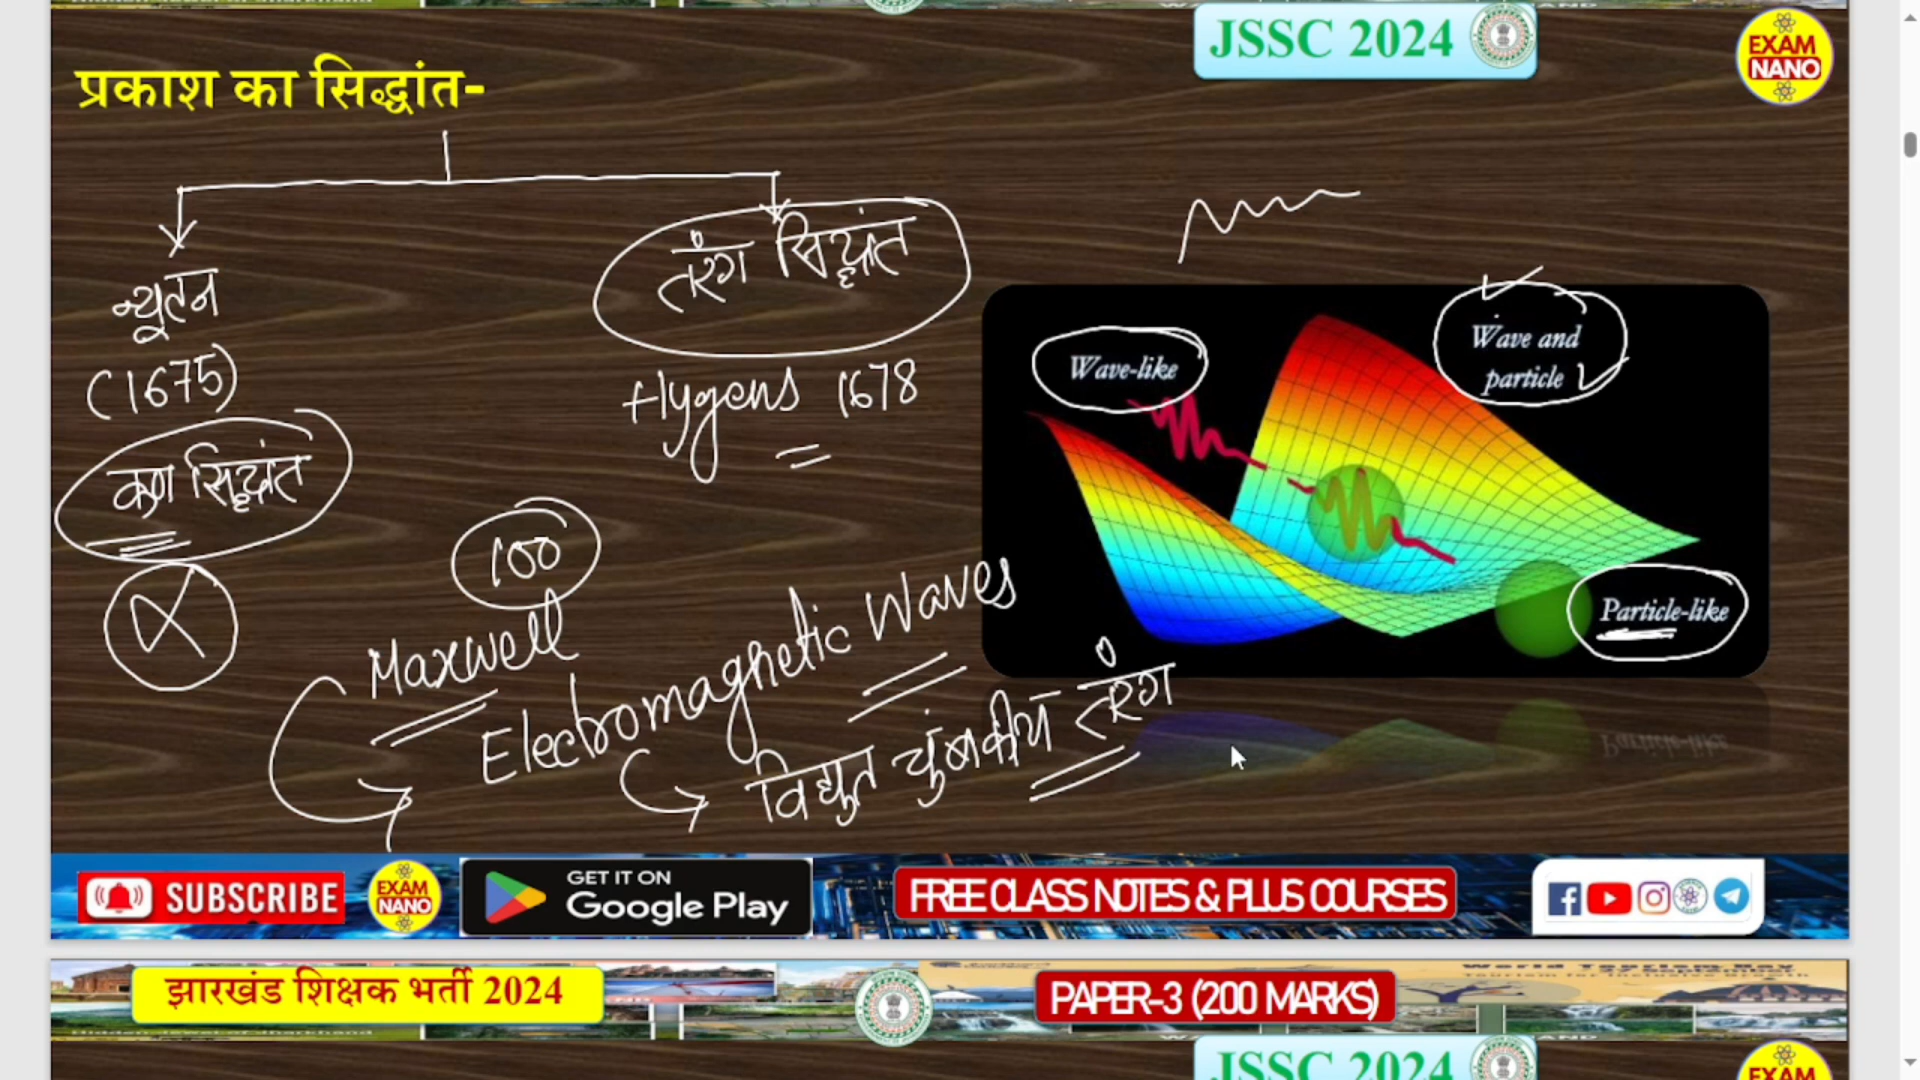 JSSC 2024
EXAM
NANO
प्रकाश का सिद्धांत-
न्यूटन
(1675)
कण सिद्धांत
तरंग सिद्धांत
Hygens 1678
100
Maxwell
Electromagnetic Waves
विद्युत चुंबकीय तरंग
Wave-like
Wave and
particle
Particle-like
SUBSCRIBE
EXAM
NANO
GET IT ON
Google Play
FREE CLASS NOTES & PLUS COURSES
झारखंड शिक्षक भर्ती 2024
PAPER-3 (200 MARKS)
JSSC 2024
EXAM